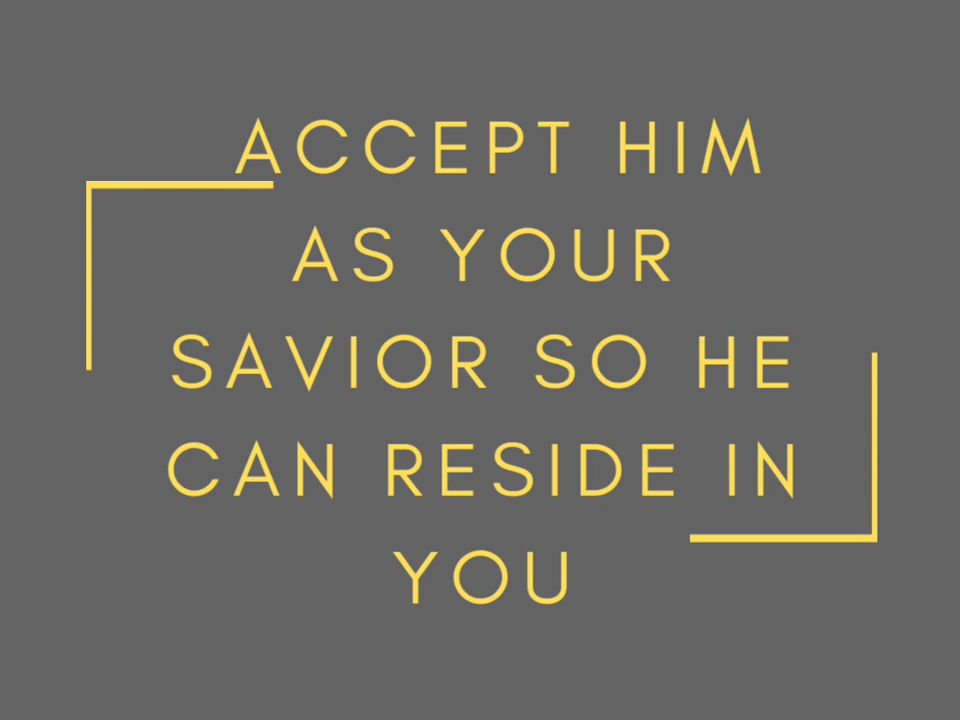 ACCEPT HIM
AS YOUR
SAVIOR SO HE
CAN RESIDE IN
YOU